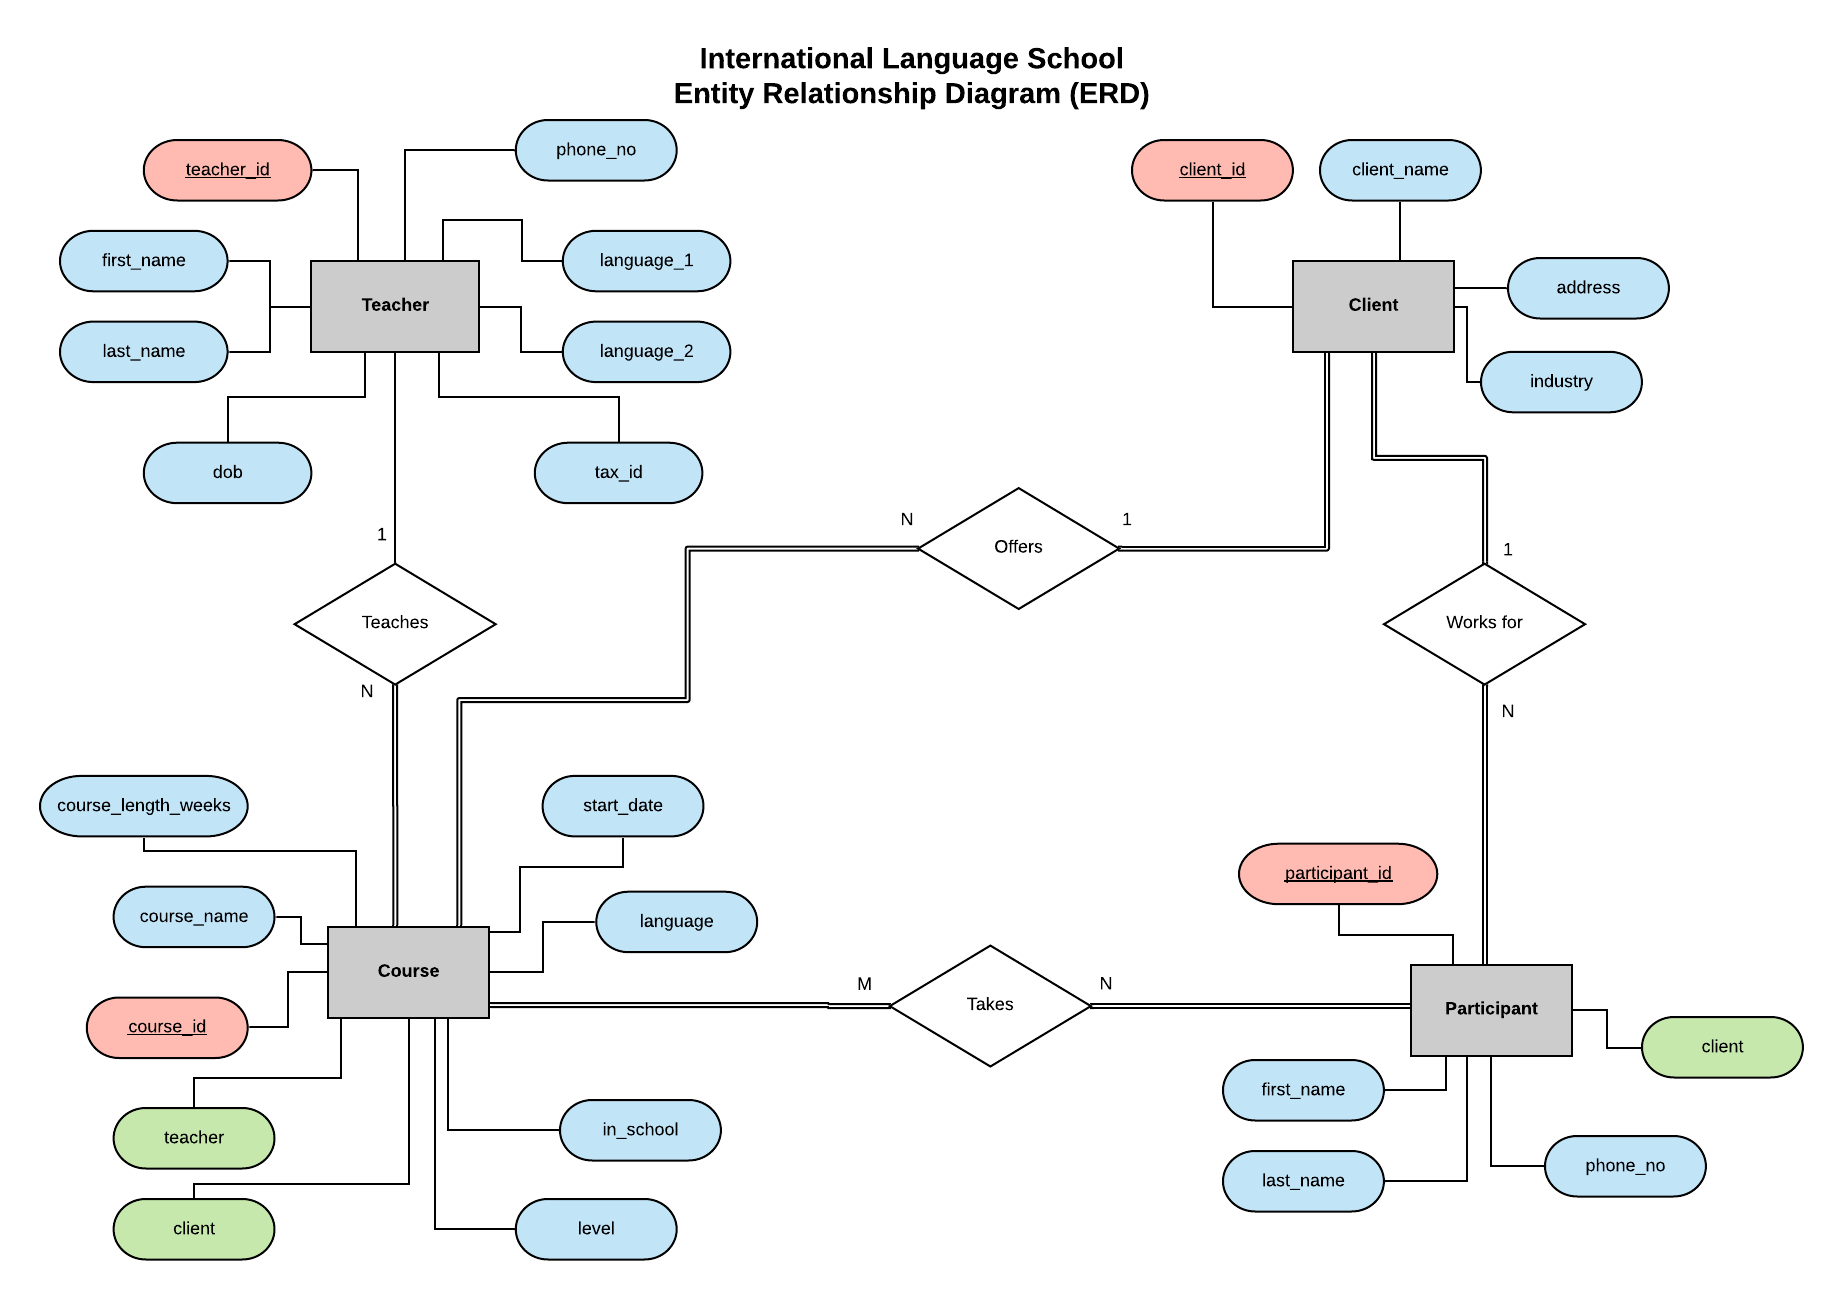 International Language School
Entity Relationship Diagram (ERD)
phone_no
teacher_id
client_id
client_name
first_name
language_1
Teacher
Client
address
last_name
language_2
industry
dob
tax_id
1
N
Offers
1
1
Teaches
Works for
N
N
course_length_weeks
start_date
participant_id
course_name
language
Course
M
Takes
N
Participant
course_id
client
first_name
in_school
teacher
phone_no
last_name
client
level